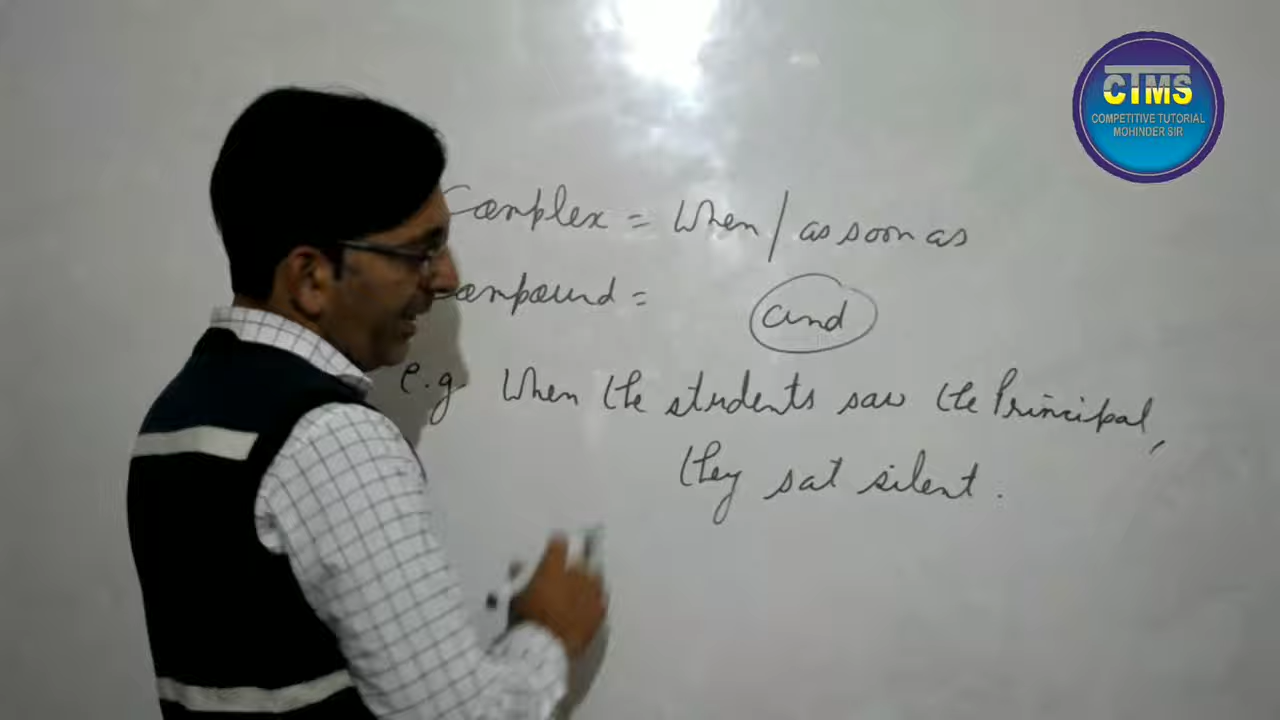 CTMS
COMPETITIVE TUTORIAL
MOHINDER SIR
Complex = When / as soon as
Compound = and
e.g. When the students saw the Principal,
they sat silent.